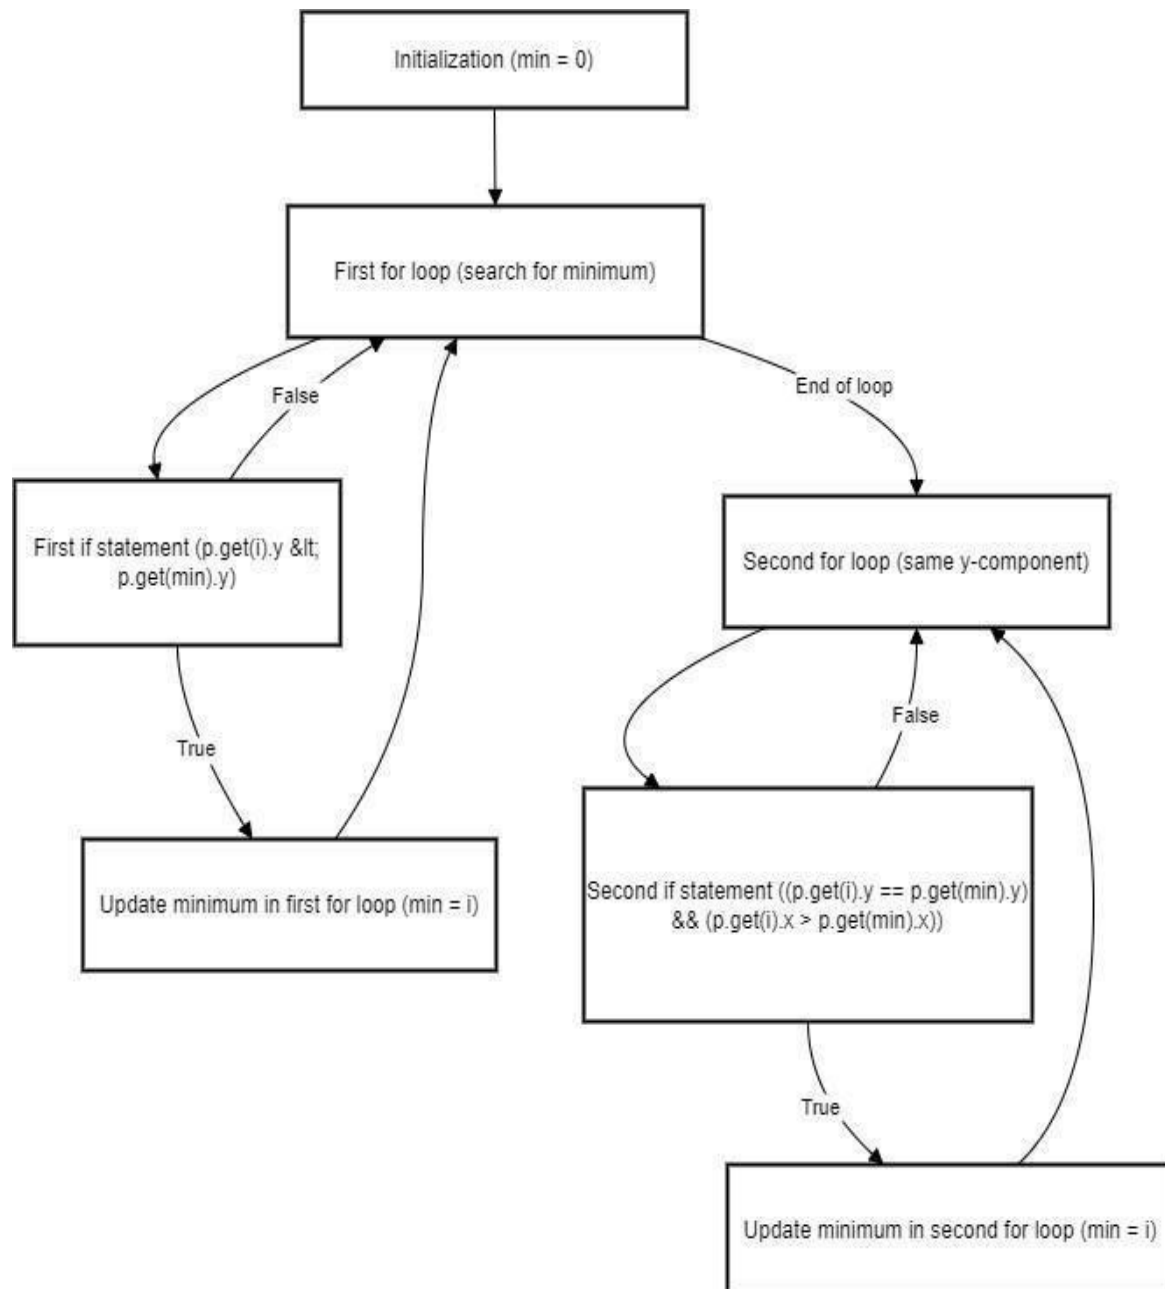 Initialization (min = 0)
First for loop (search for minimum)
False
End of loop
First if statement (p.get(i).y &lt;
p.get(min).y)
Second for loop (same y-component)
True
False
Update minimum in first for loop (min = i)
Second if statement ((p.get(i).y == p.get(min).y)
&& (p.get(i).x > p.get(min).x))
True
Update minimum in second for loop (min = i)